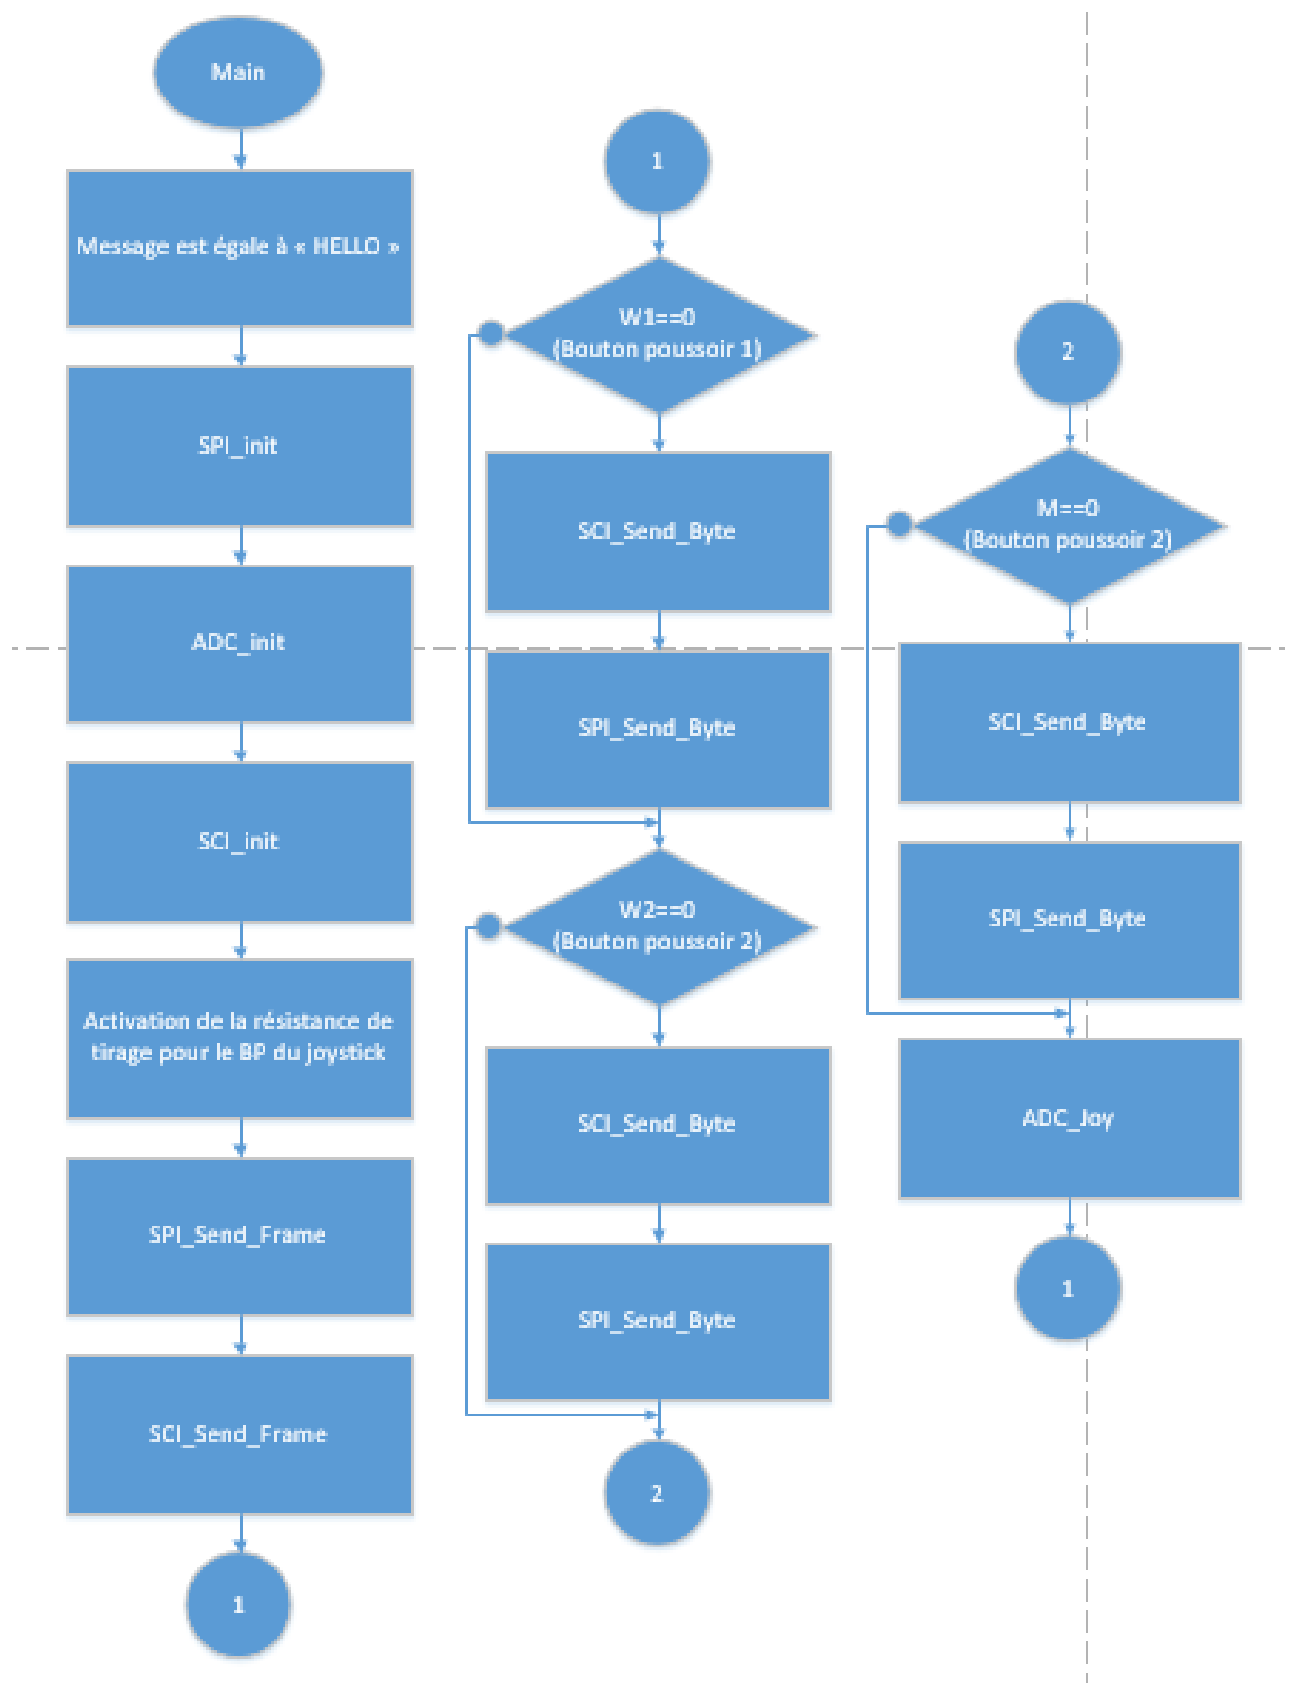 Main
Message est égale à « HELLO »
SPI_init
ADC_init
SCI_init
Activation de la résistance de
tirage pour le BP du joystick
SPI_Send_Frame
SCI_Send_Frame
1
1
W1==0
(Bouton poussoir 1)
SCI_Send_Byte
SPI_Send_Byte
W2==0
(Bouton poussoir 2)
SCI_Send_Byte
SPI_Send_Byte
2
2
M==0
(Bouton poussoir 2)
SCI_Send_Byte
SPI_Send_Byte
ADC_Joy
1